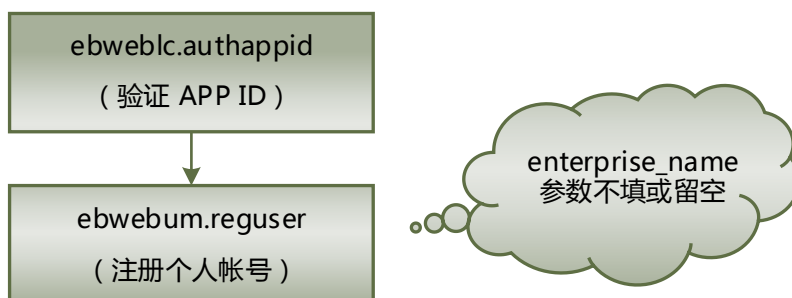 ebweblc.authappid
（验证 APP ID）
enterprise_name
参数不填或留空
ebwebum.reguser
（注册个人帐号）